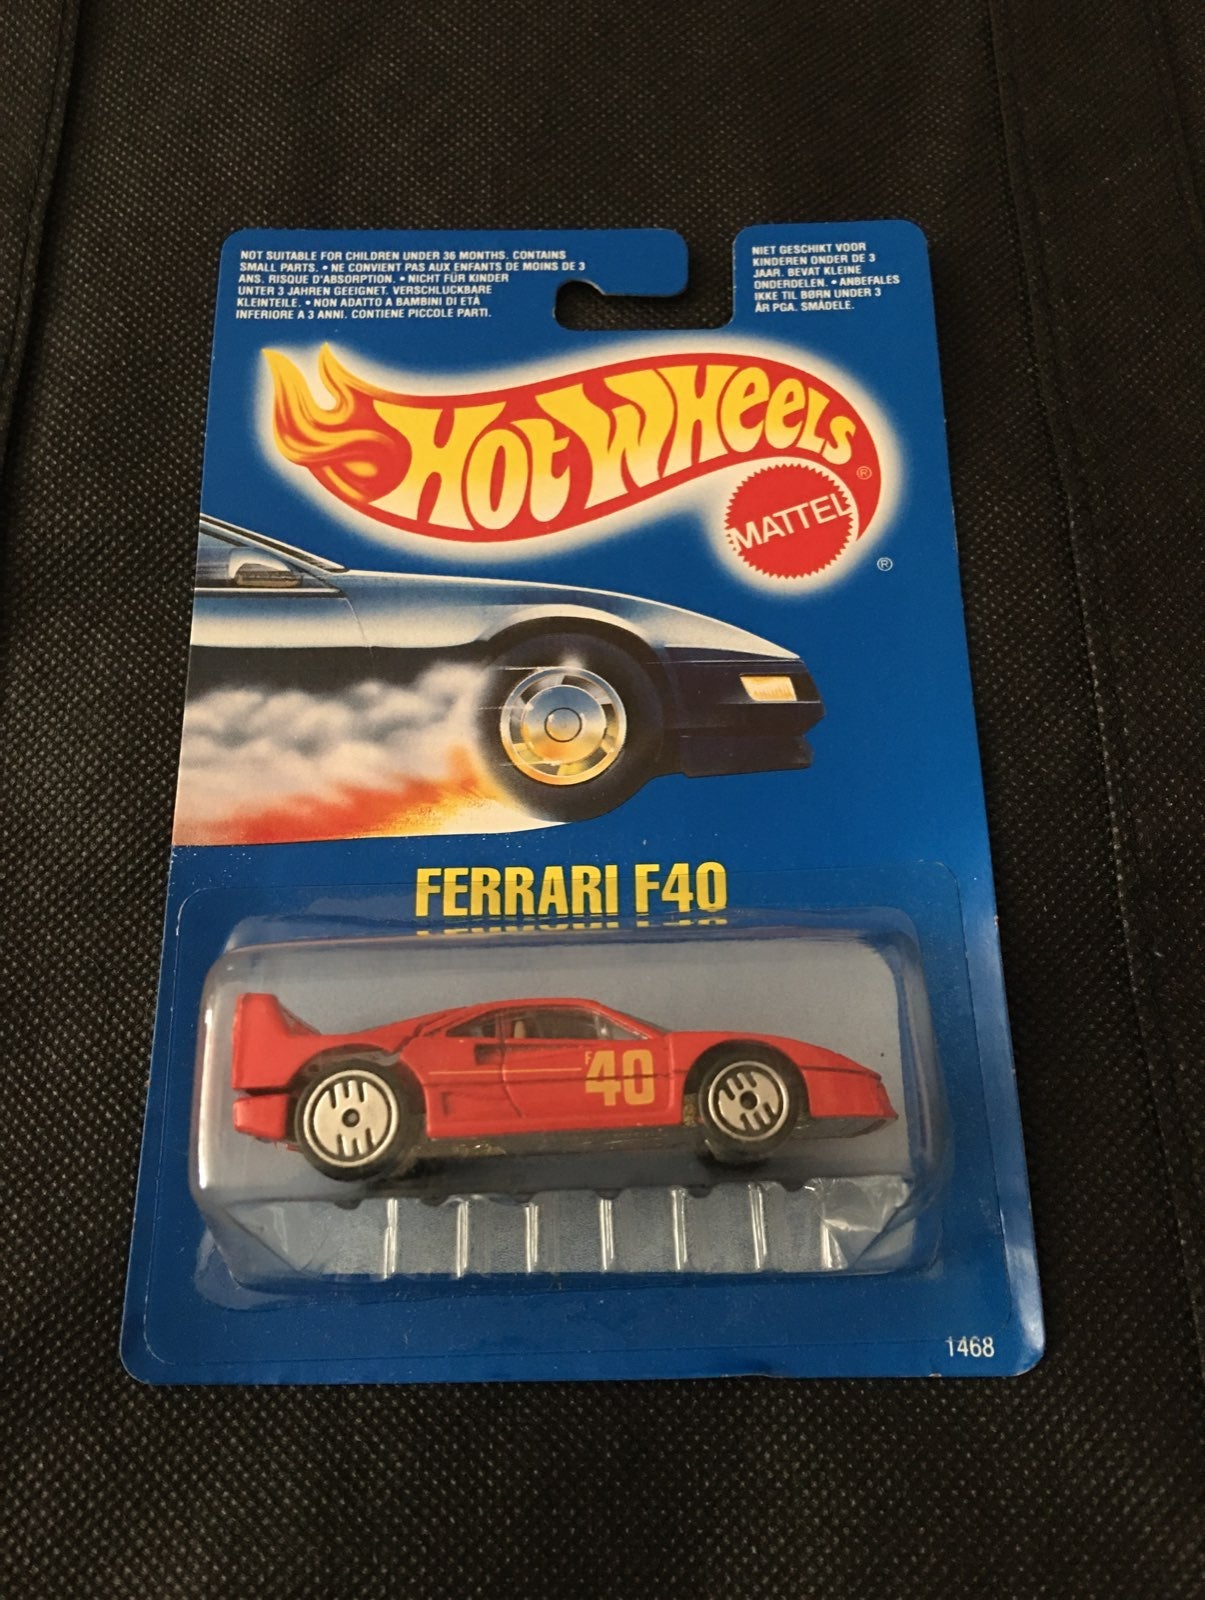 NOT SUITABLE FOR CHILDREN UNDER 36 MONTHS. CONTAINS
SMALL PARTS. • NE CONVIENT PAS AUX ENFANTS DE MOINS DE 3
ANS. RISQUE D'ABSORPTION. • NICHT FÜR KINDER
UNTER 3 JAHREN GEEIGNET. VERSCHLUCKBARE
KLEINTEILE. • NON ADATTO A BAMBINI DI ETÀ
INFERIORE A 3 ANNI. CONTIENE PICCOLE PARTI.
NIET GESCHIKT VOOR
KINDEREN ONDER DE 3
JAAR. BEVAT KLEINE
ONDERDELEN. • ANBEFALES
IKKE TIL BØRN UNDER 3
ÅR PGA. SMÅDELE.
HOT WHEELS ®
MATTEL ®
FERRARI F40
F40
1468